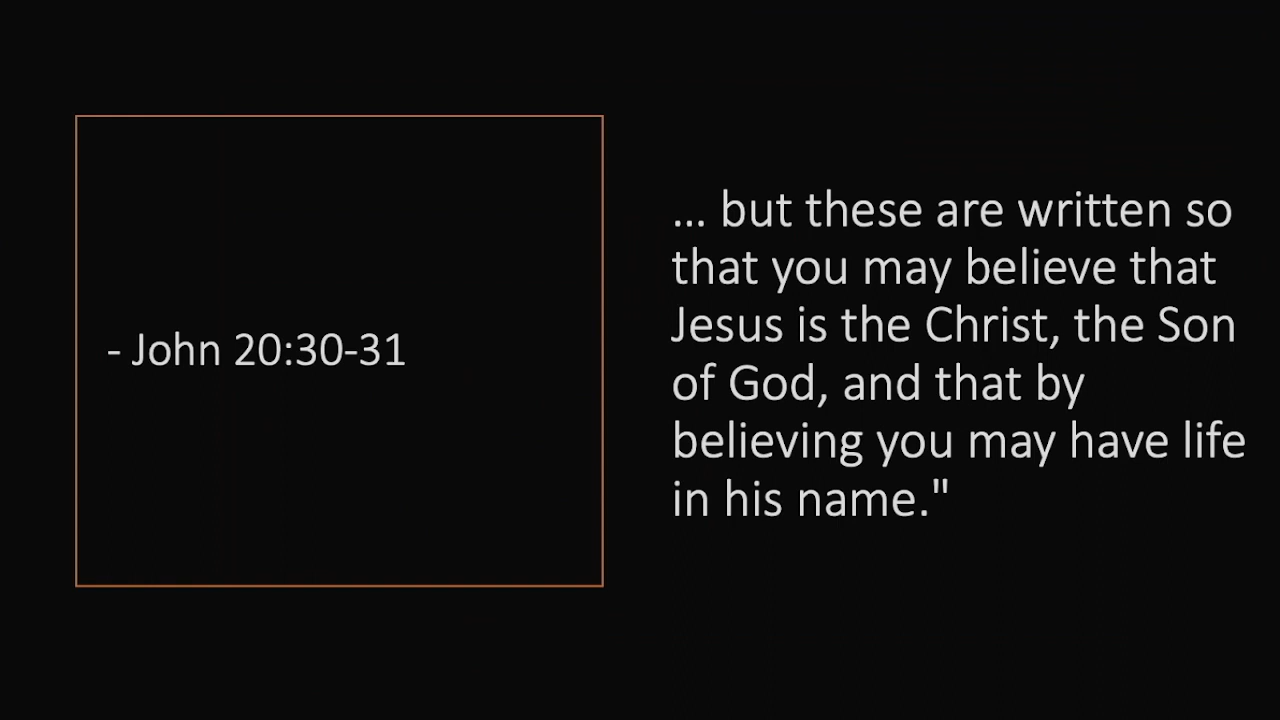 - John 20:30-31
... but these are written so
that you may believe that
Jesus is the Christ, the Son
of God, and that by
believing you may have life
in his name."